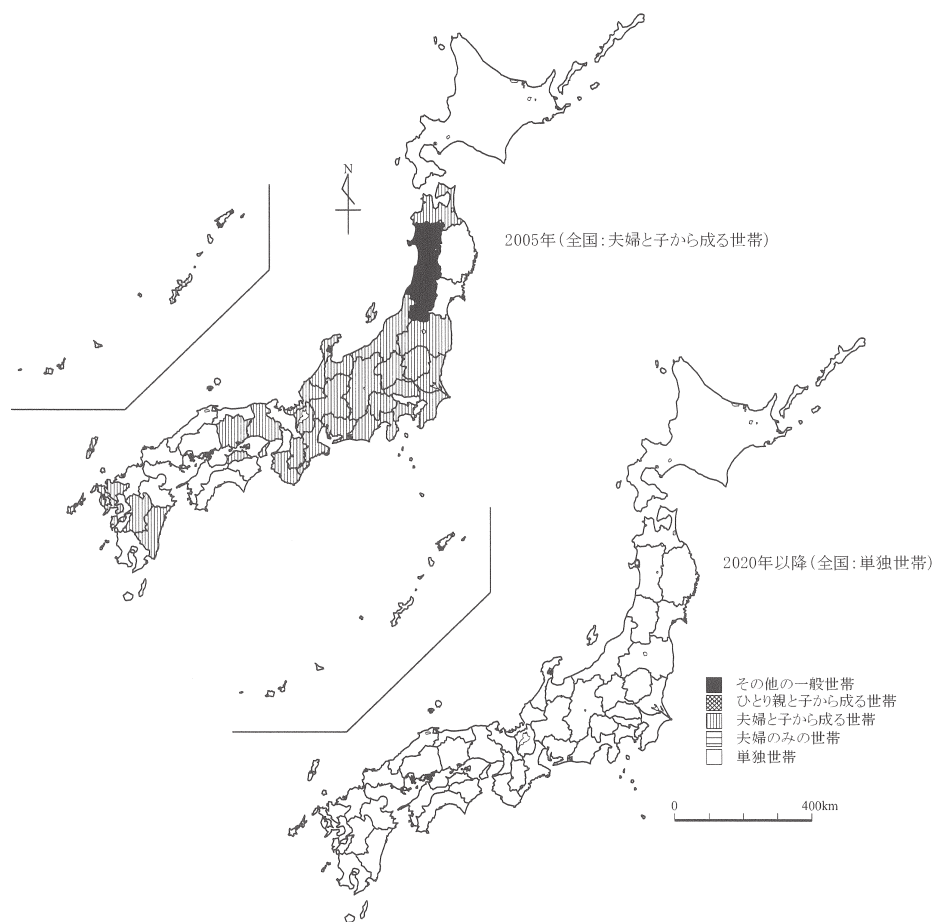 N
2005年(全国:夫婦と子から成る世帯)
2020年以降(全国:単独世帯)
その他の一般世帯
ひとり親と子から成る世帯
夫婦と子から成る世帯
夫婦のみの世帯
単独世帯
0 400km